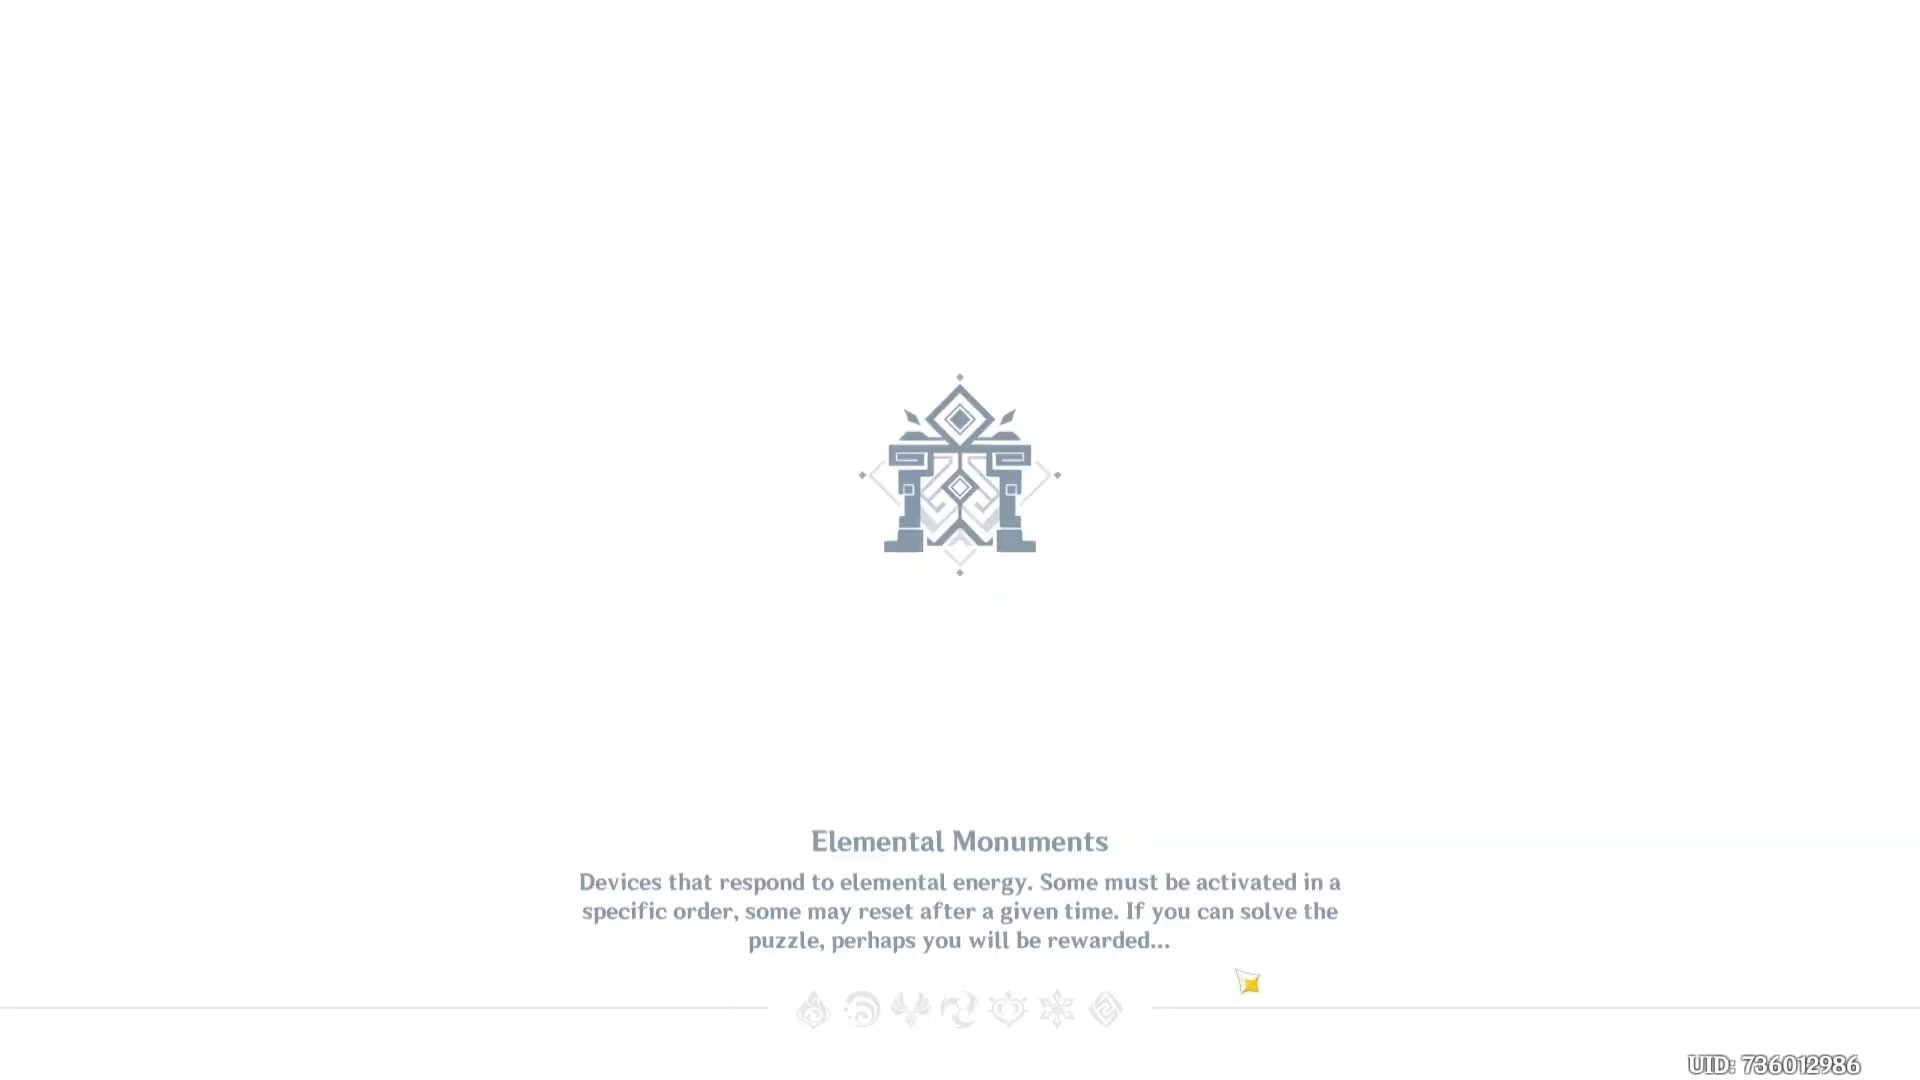 Elemental Monuments
Devices that respond to elemental energy. Some must be activated in a
specific order, some may reset after a given time. If you can solve the
puzzle, perhaps you will be rewarded...
UID: 736012986